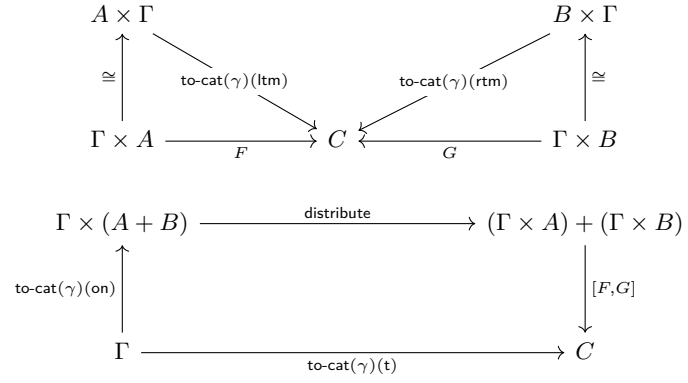 A × Γ B × Γ
≅ to-cat(γ)(ltm) to-cat(γ)(rtm) ≅
Γ × A F C G Γ × B
Γ × (A + B) distribute (Γ × A) + (Γ × B)
to-cat(γ)(on) [F,G]
Γ to-cat(γ)(t) C